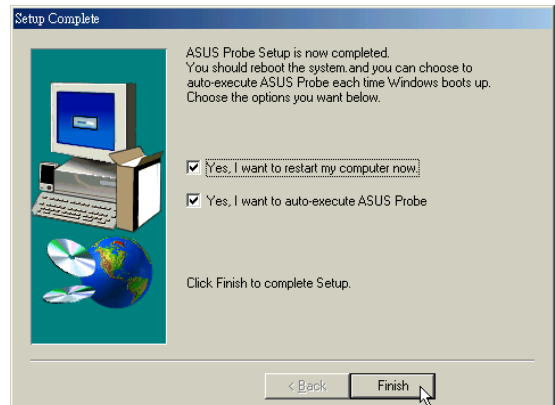 Setup Complete
ASUS Probe Setup is now completed.
You should reboot the system.and you can choose to
auto-execute ASUS Probe each time Windows boots up.
Choose the options you want below.
Yes, I want to restart my computer now.
Yes, I want to auto-execute ASUS Probe
Click Finish to complete Setup.
< Back
Finish